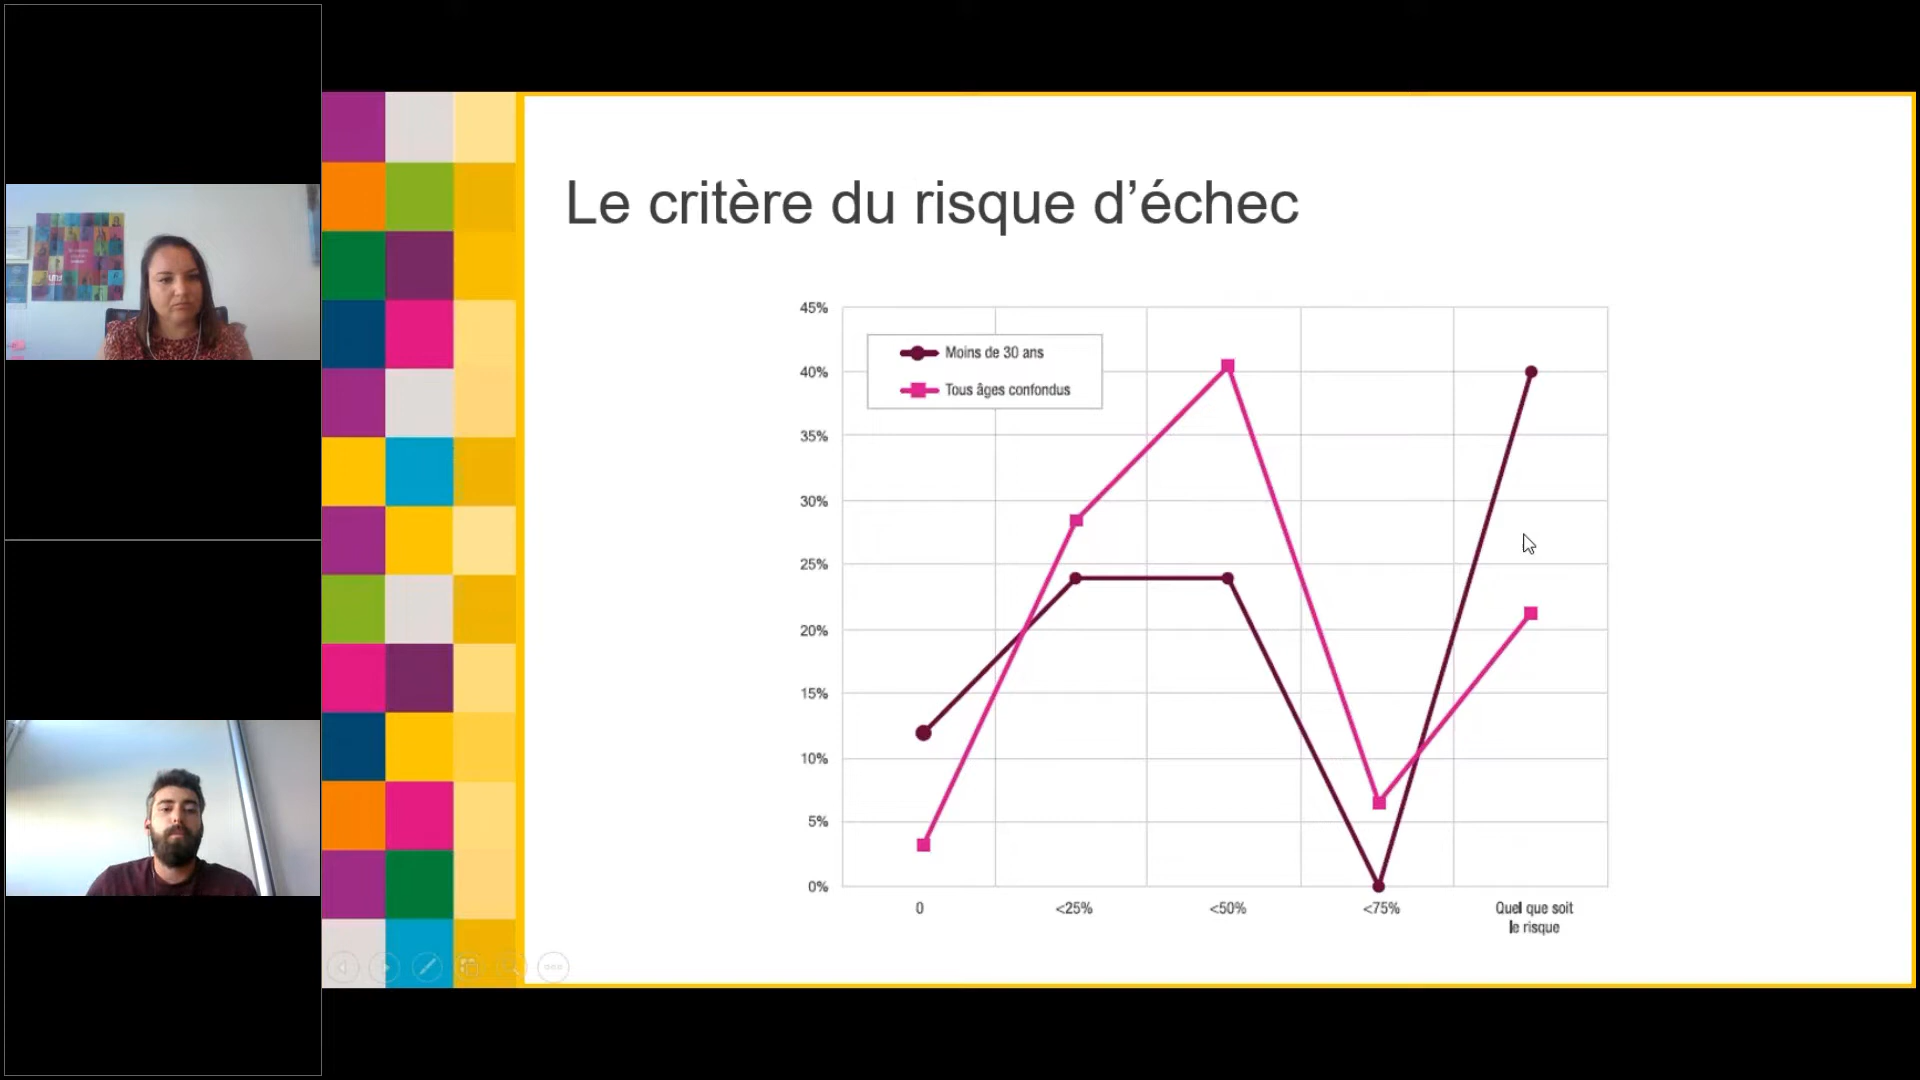 Le critère du risque d’échec
45%
Moins de 30 ans
40%
Tous âges confondus
35%
30%
25%
20%
15%
10%
5%
0%
0
<25%
<50%
<75%
Quel que soit
le risque